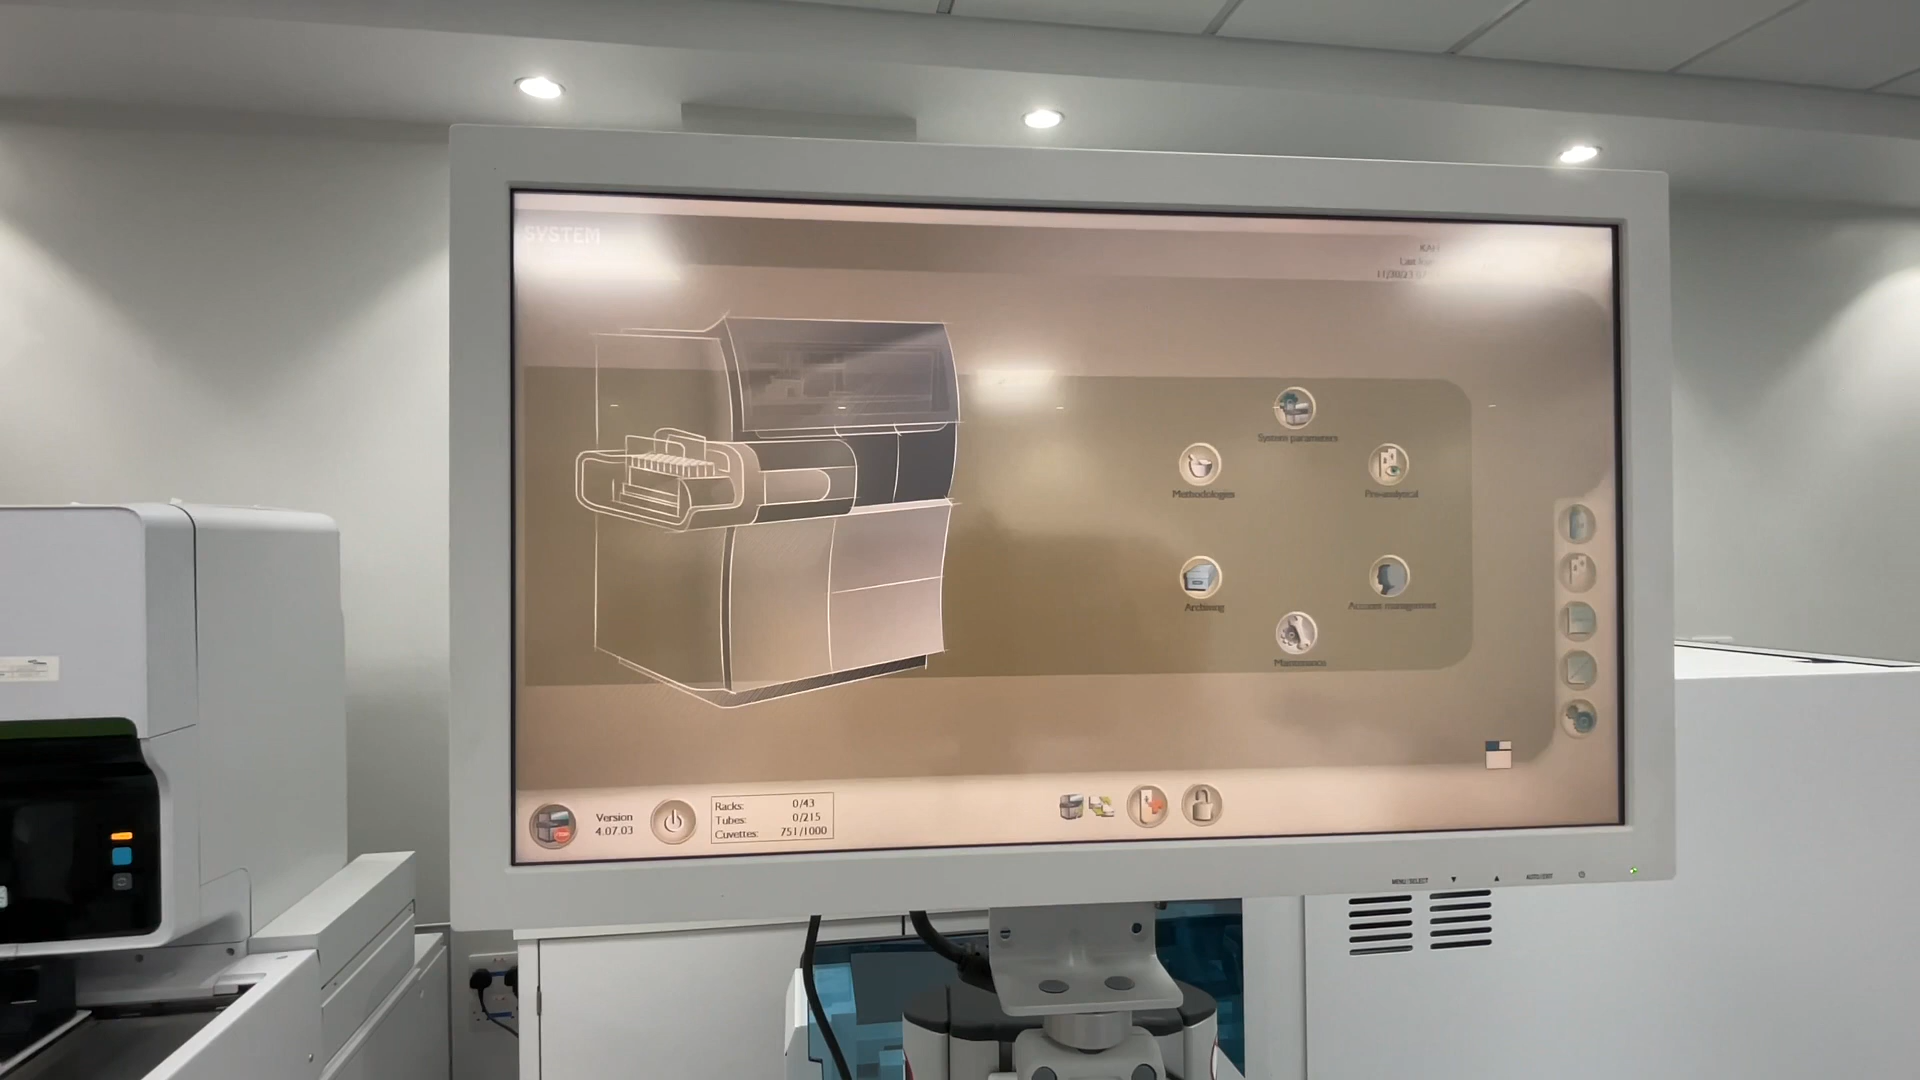 SYSTEM
Last
System parameters
Methodologies
Pre-analytical
Archiving
Account management
Maintenance
Version
4.07.03
Racks: 0/43
Tubes: 0/215
Cuvettes: 751/1000
MENU/SELECT ▼ ▲ AUTO/EXIT